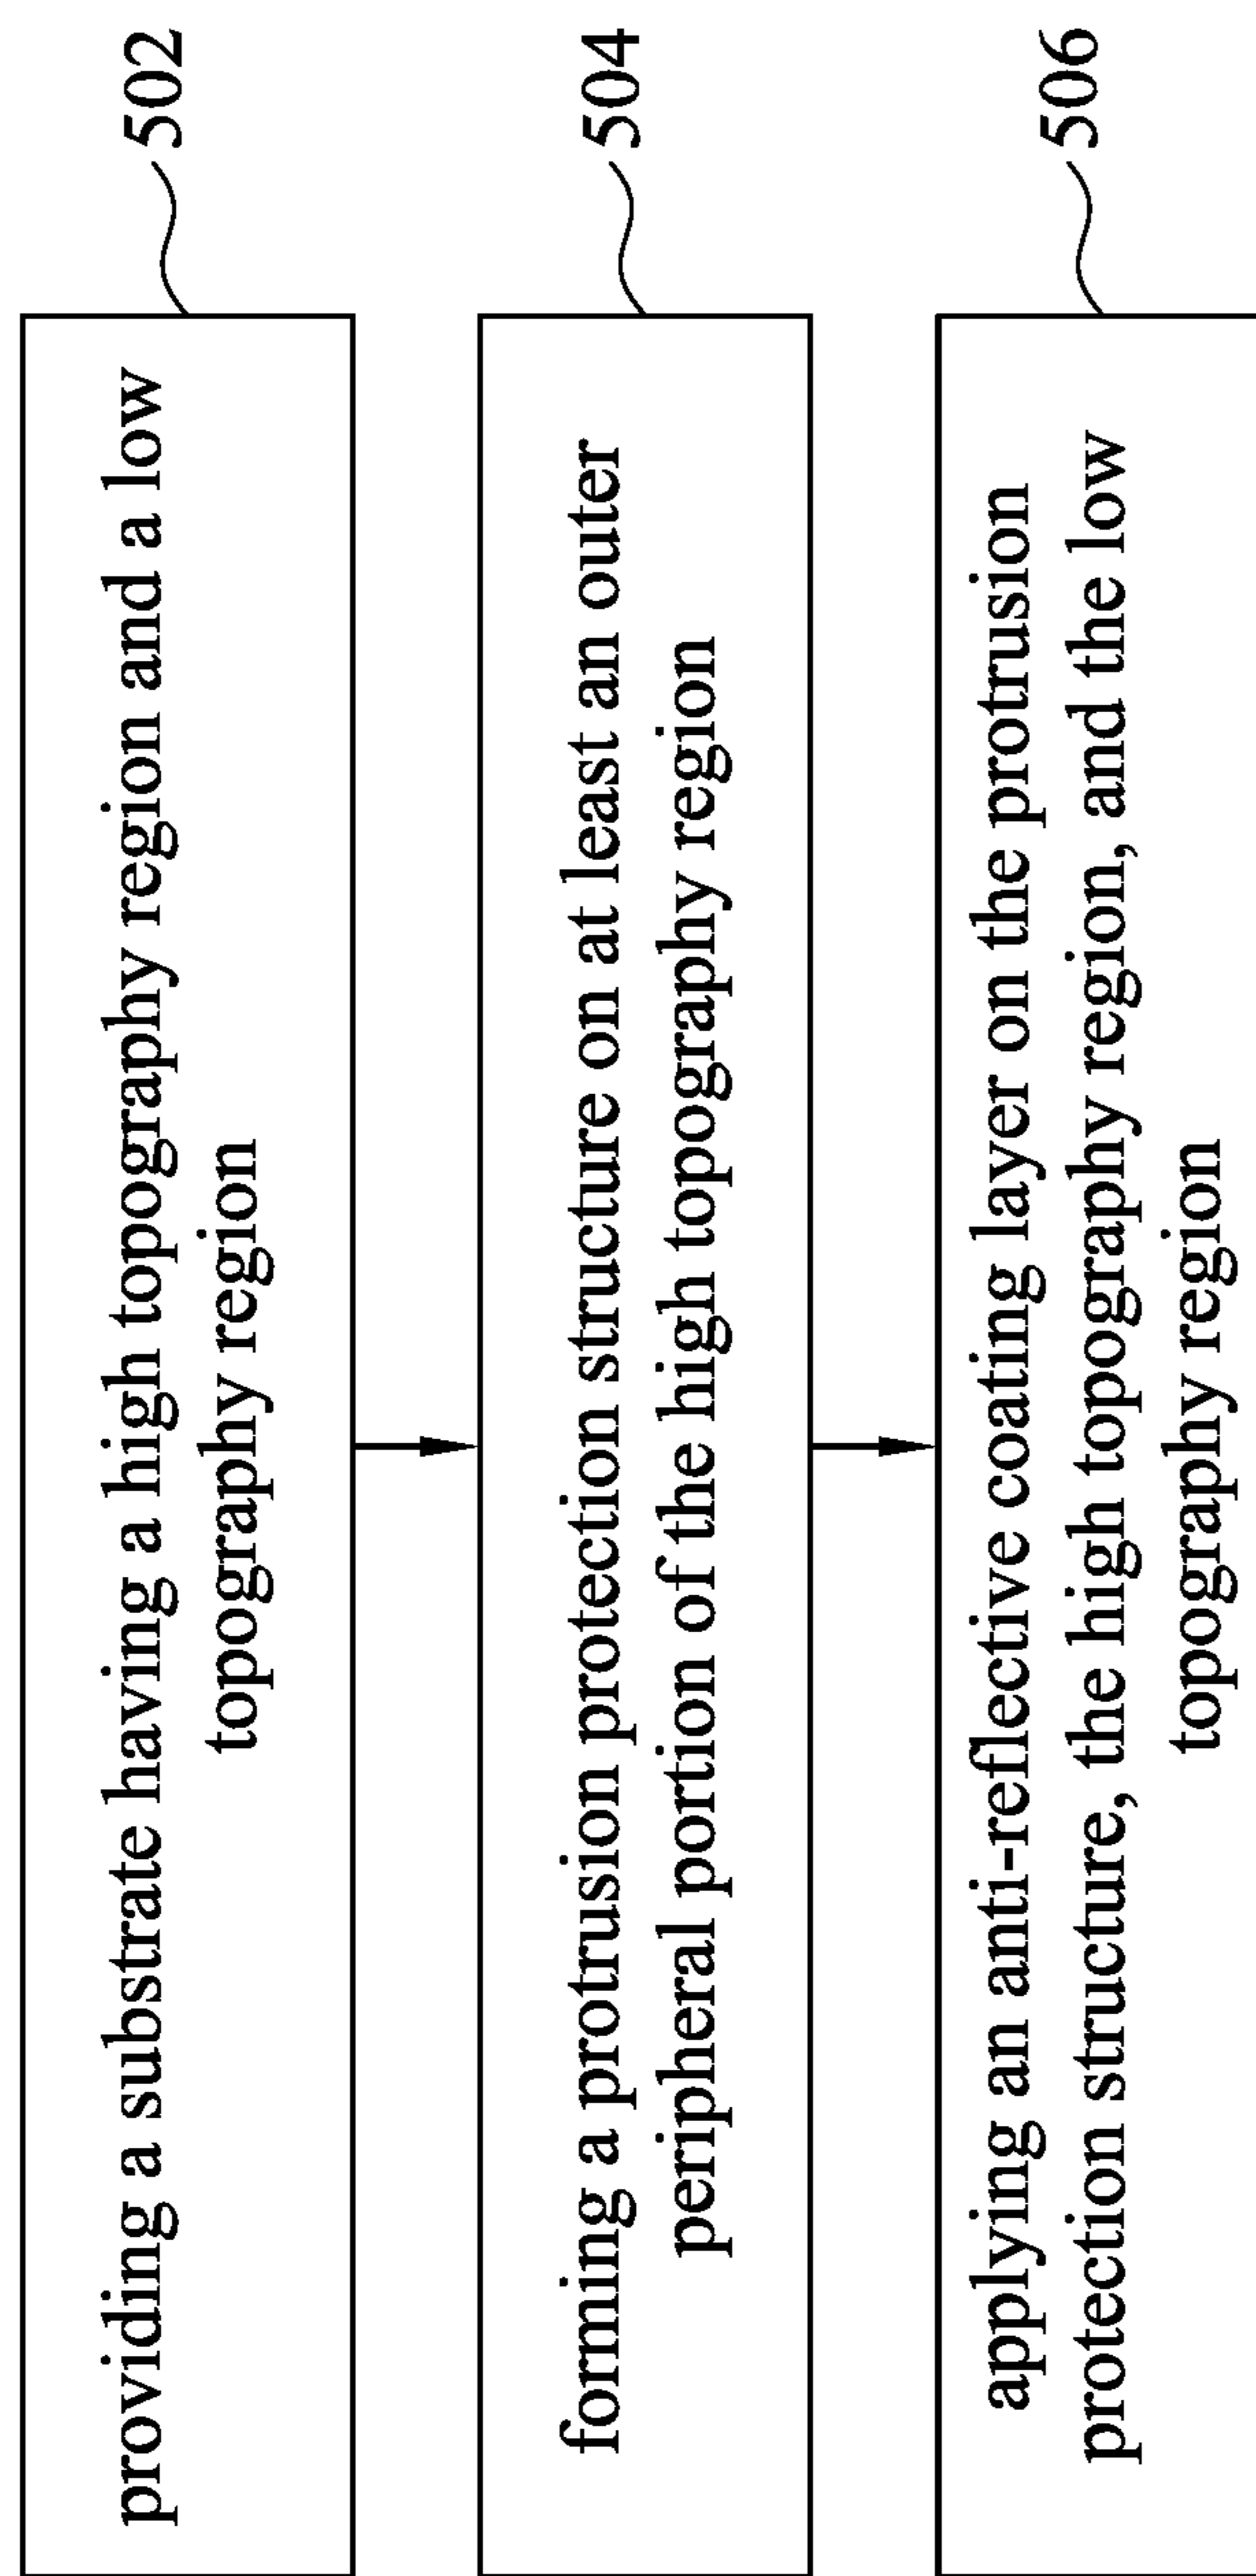 providing a substrate having a high topography region and a low
topography region
502
forming a protrusion protection structure on at least an outer
peripheral portion of the high topography region
504
applying an anti-reflective coating layer on the protrusion
protection structure, the high topography region, and the low
topography region
506